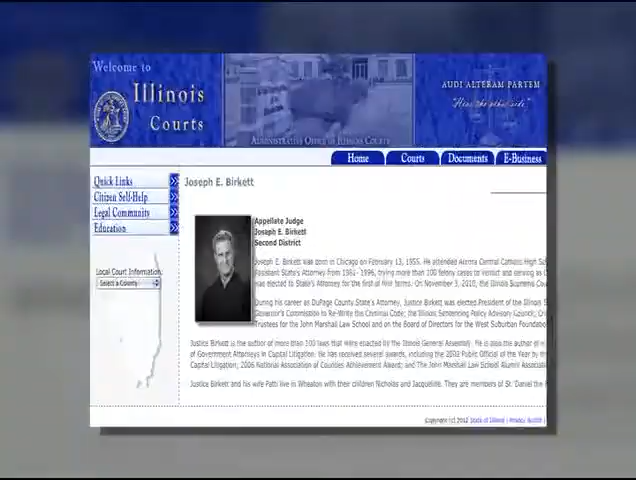 Welcome to
Illinois
Courts
AUDI ALTERAM PARTEM
"Hear the other side"
ADMINISTRATIVE OFFICE OF ILLINOIS COURTS
Home Courts Documents E-Business
Quick Links
Citizen Self-Help
Legal Community
Education
Local Court Information:
Select a County
Joseph E. Birkett
Appellate Judge
Joseph E. Birkett
Second District
Joseph E. Birkett was born in Chicago on February 13, 1955. He attended Aurora Central Catholic High Sc
Assistant State's Attorney from 1981-1996, trying more than 100 felony cases to verdict and serving as
was elected to State's Attorney for the first of four terms. On November 3, 2010, the Illinois Supreme Cou
During his career as DuPage County State's Attorney, Justice Birkett was elected President of the Illinois S
Governor's Commission to Re-Write the Criminal Code; the Illinois Sentencing Policy Advisory Council;
Trustees for the John Marshall Law School and on the Board of Directors for the West Suburban Foundatio
Justice Birkett is the author of more than 100 laws that were enacted by the Illinois General Assembly. He is also the author of
of Government Attorneys in Capital Litigation. He has received several awards, including the 2003 Public Official of the Year by th
Capital Litigation; 2006 National Association of Counties Achievement Award; and The John Marshall Law School Alumni Associati
Justice Birkett and his wife Patti live in Wheaton with their children Nicholas and Jacqueline. They are members of St. Daniel the
Copyright (c) 2012 State of Illinois | Privacy